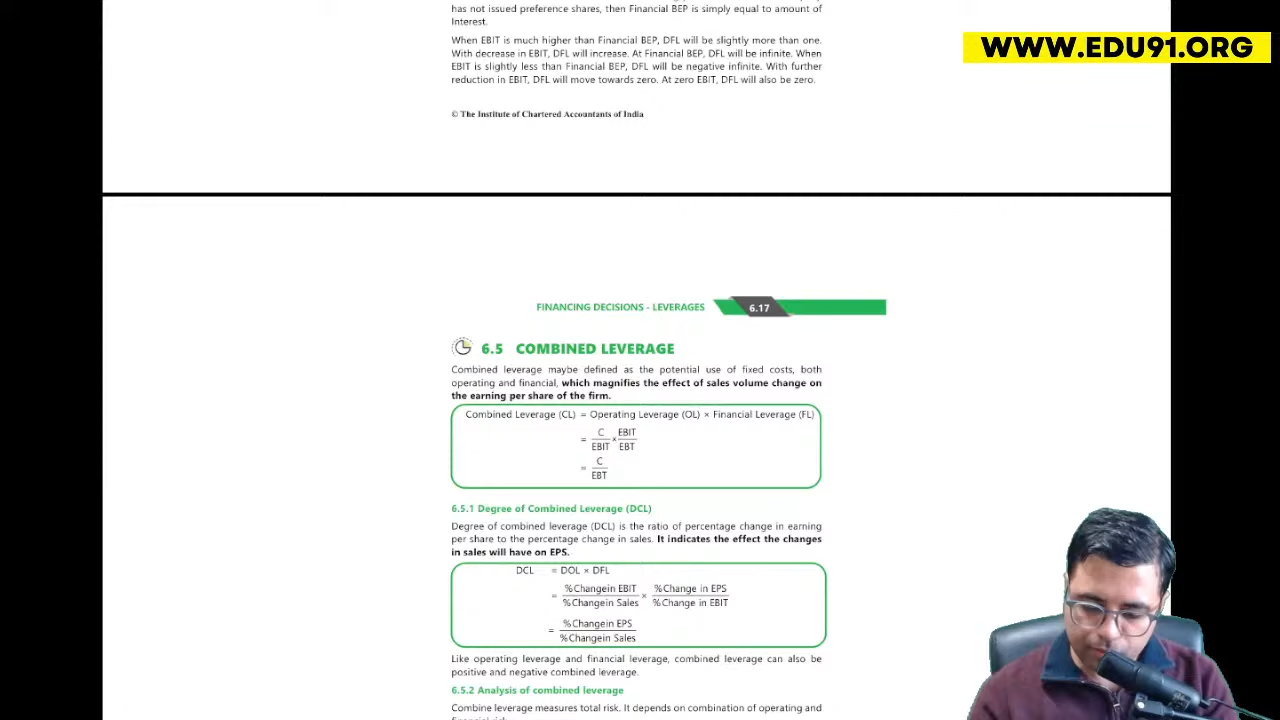 has not issued preference shares, then Financial BEP is simply equal to amount of
Interest.
When EBIT is much higher than Financial BEP, DFL will be slightly more than one.
With decrease in EBIT, DFL will increase. At Financial BEP, DFL will be infinite. When
EBIT is slightly less than Financial BEP, DFL will be negative infinite. With further
reduction in EBIT, DFL will move towards zero. At zero EBIT, DFL will also be zero.
© The Institute of Chartered Accountants of India
WWW.EDU91.ORG
FINANCING DECISIONS - LEVERAGES 6.17
6.5 COMBINED LEVERAGE
Combined leverage maybe defined as the potential use of fixed costs, both
operating and financial, which magnifies the effect of sales volume change on
the earning per share of the firm.
Combined Leverage (CL) = Operating Leverage (OL) × Financial Leverage (FL)
= C/EBIT × EBIT/EBT
= C/EBT
6.5.1 Degree of Combined Leverage (DCL)
Degree of combined leverage (DCL) is the ratio of percentage change in earning
per share to the percentage change in sales. It indicates the effect the changes
in sales will have on EPS.
DCL = DOL × DFL
= %Changein EBIT/%Changein Sales × %Change in EPS/%Change in EBIT
= %Changein EPS/%Changein Sales
Like operating leverage and financial leverage, combined leverage can also be
positive and negative combined leverage.
6.5.2 Analysis of combined leverage
Combine leverage measures total risk. It depends on combination of operating and